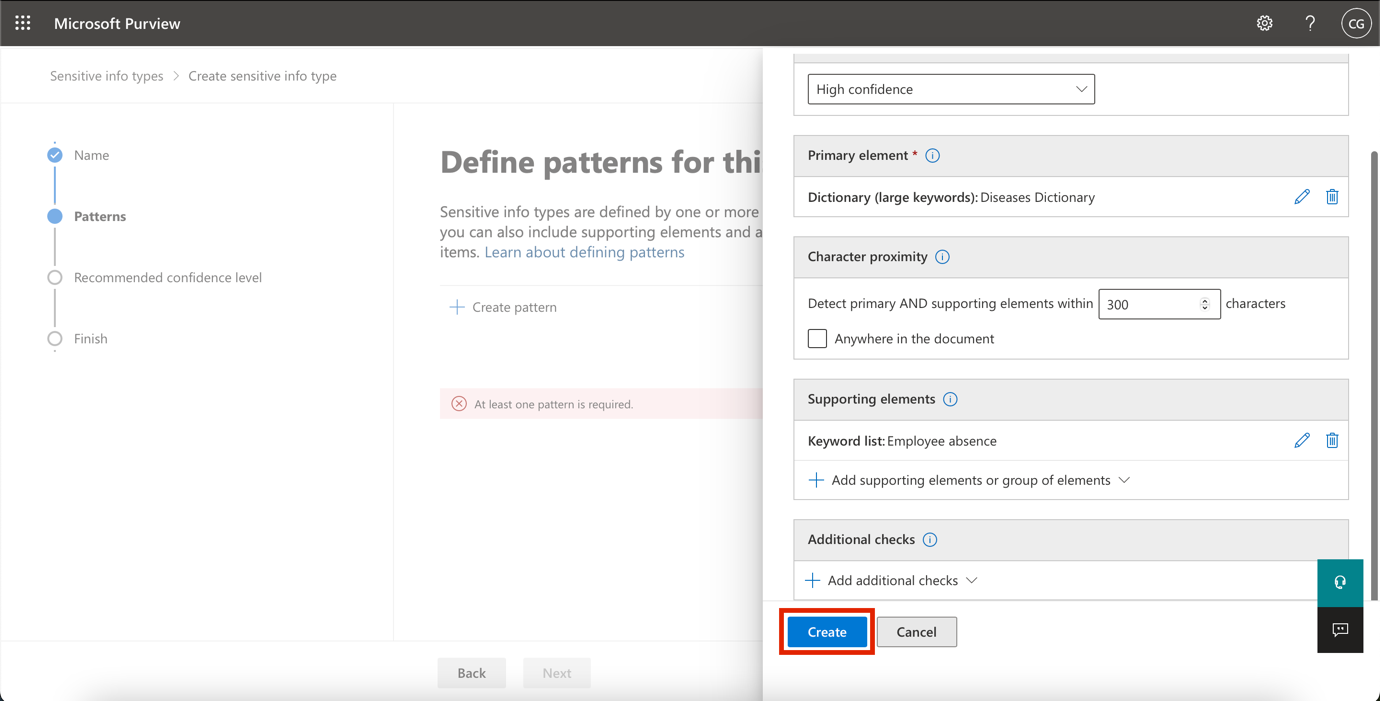 Microsoft Purview
? CG
Sensitive info types > Create sensitive info type
Name
Patterns
Recommended confidence level
Finish
Define patterns for thi
Sensitive info types are defined by one or more
you can also include supporting elements and a
items. Learn about defining patterns
Create pattern
At least one pattern is required.
Back
Next
High confidence
Primary element *
Dictionary (large keywords): Diseases Dictionary
Character proximity
Detect primary AND supporting elements within 300 characters
Anywhere in the document
Supporting elements
Keyword list: Employee absence
Add supporting elements or group of elements
Additional checks
Add additional checks
Create
Cancel